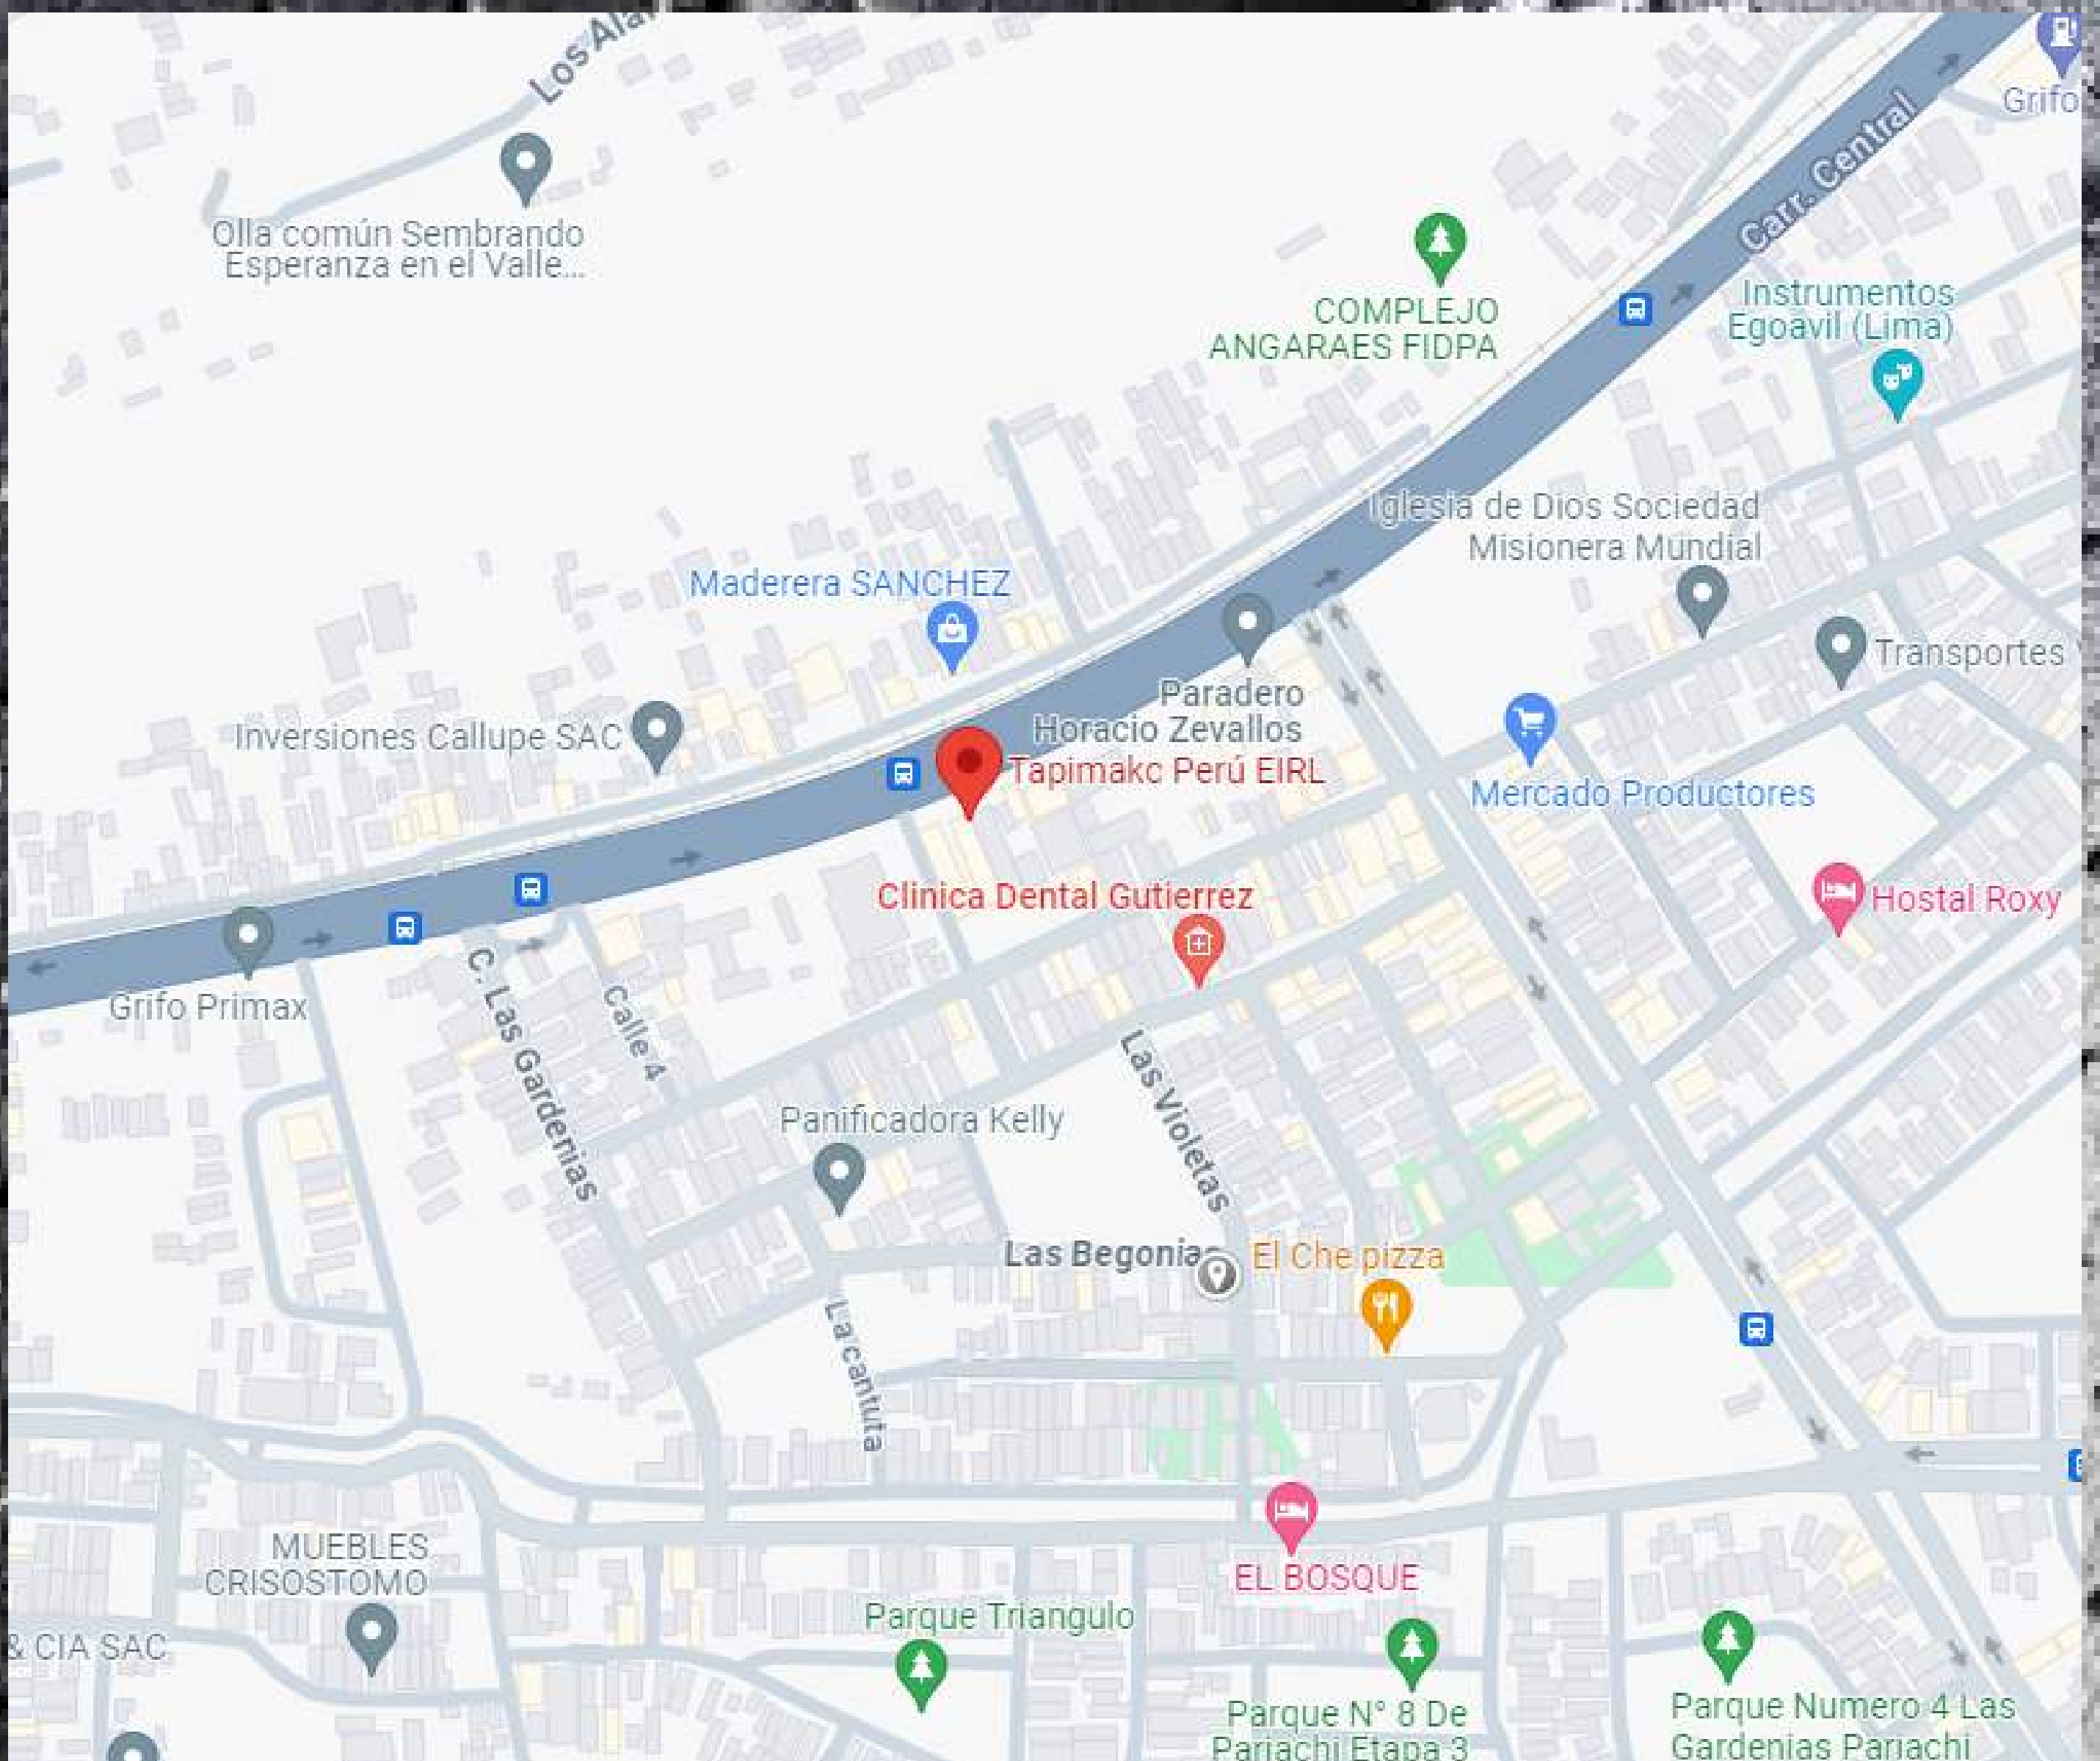 Los Ala
Grifo
Carr. Central
Olla común Sembrando
Esperanza en el Valle...
COMPLEJO
ANGARAES FIDPA
Instrumentos
Egoavil (Lima)
Iglesia de Dios Sociedad
Misionera Mundial
Maderera SANCHEZ
Transportes
Paradero
Horacio Zevallos
Inversiones Callupe SAC
Tapimakc Perú EIRL
Mercado Productores
Clinica Dental Gutierrez
Hostal Roxy
Grifo Primax
C. Las Gardenias
Calle 4
Las Violetas
Panificadora Kelly
Las Begonias
El Che pizza
La cantuta
MUEBLES
CRISOSTOMO
EL BOSQUE
Parque Triangulo
& CIA SAC
Parque N° 8 De
Pariachi Etapa 3
Parque Numero 4 Las
Gardenias Pariachi